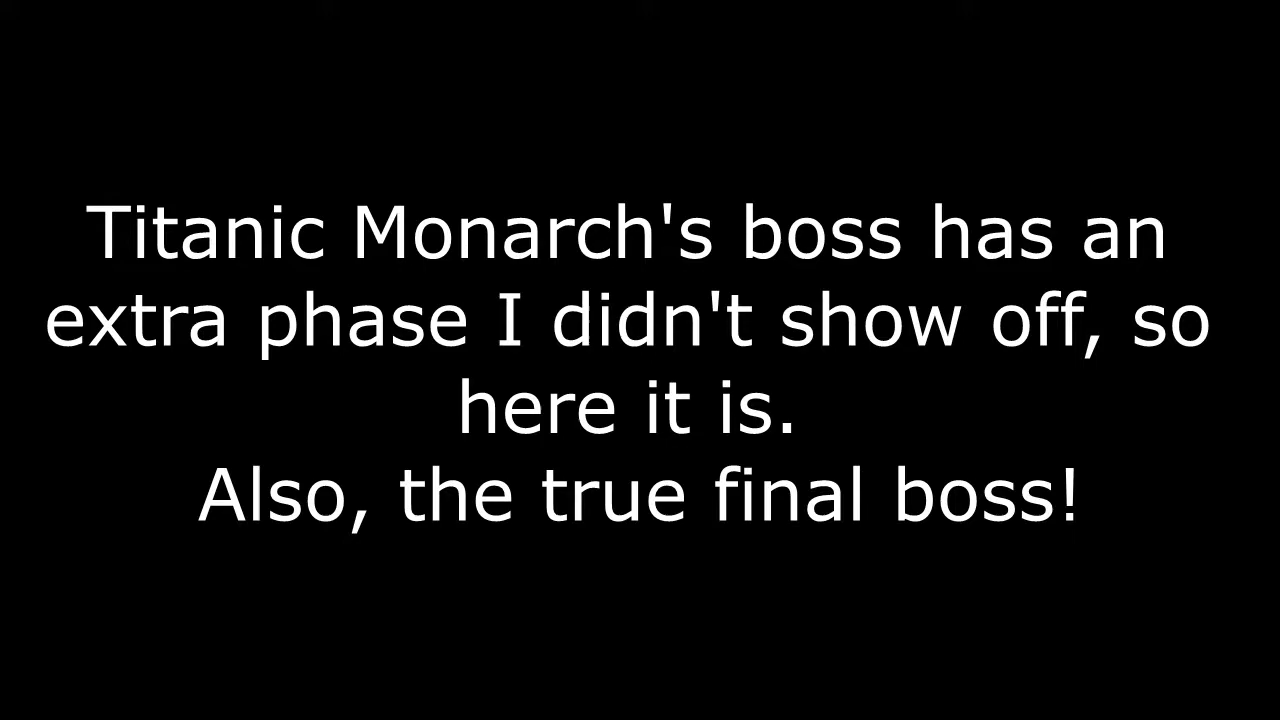 Titanic Monarch's boss has an
extra phase I didn't show off, so
here it is.
Also, the true final boss!